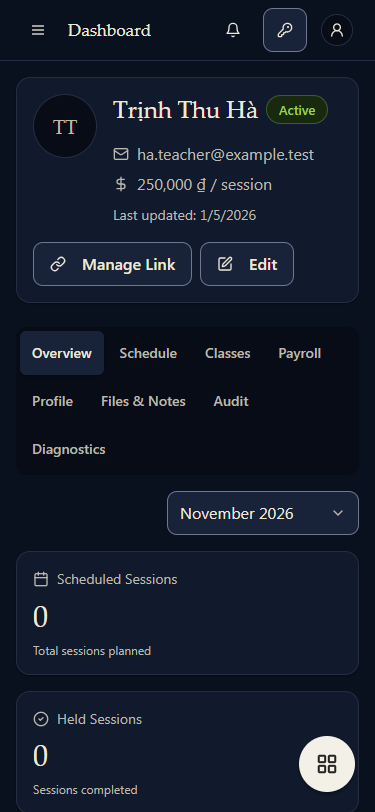 Dashboard
TT
Trịnh Thu Hà
Active
ha.teacher@example.test
250,000 ₫ / session
Last updated: 1/5/2026
Manage Link
Edit
Overview
Schedule
Classes
Payroll
Profile
Files & Notes
Audit
Diagnostics
November 2026
Scheduled Sessions
0
Total sessions planned
Held Sessions
0
Sessions completed